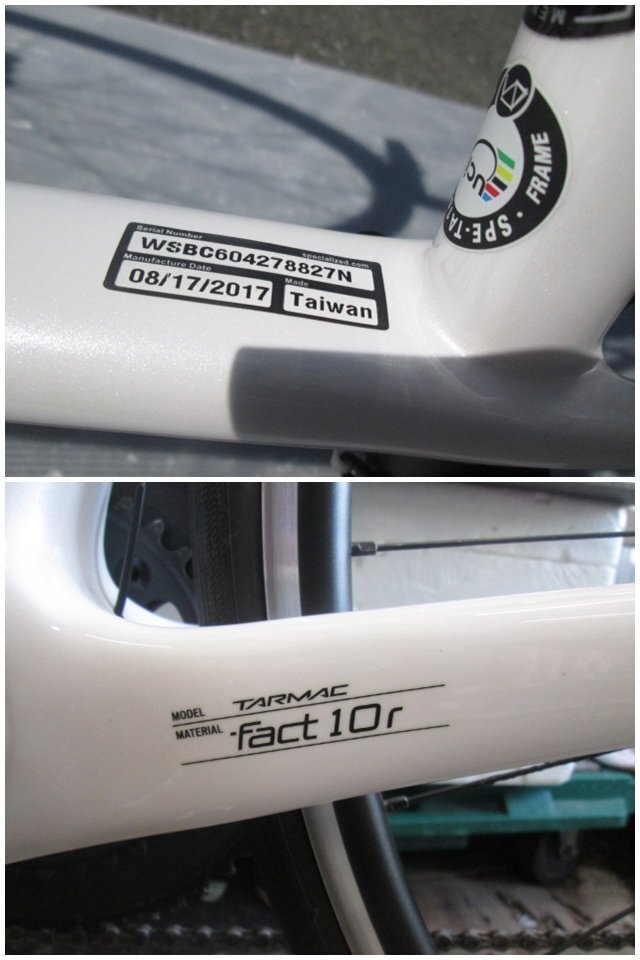 Serial Number
specialized.com
WSBC604278827N
Manufacture Date
Made
08/17/2017
Taiwan
UCI
FRAME
• SPE-TA
MODEL TARMAC
MATERIAL fact 10r